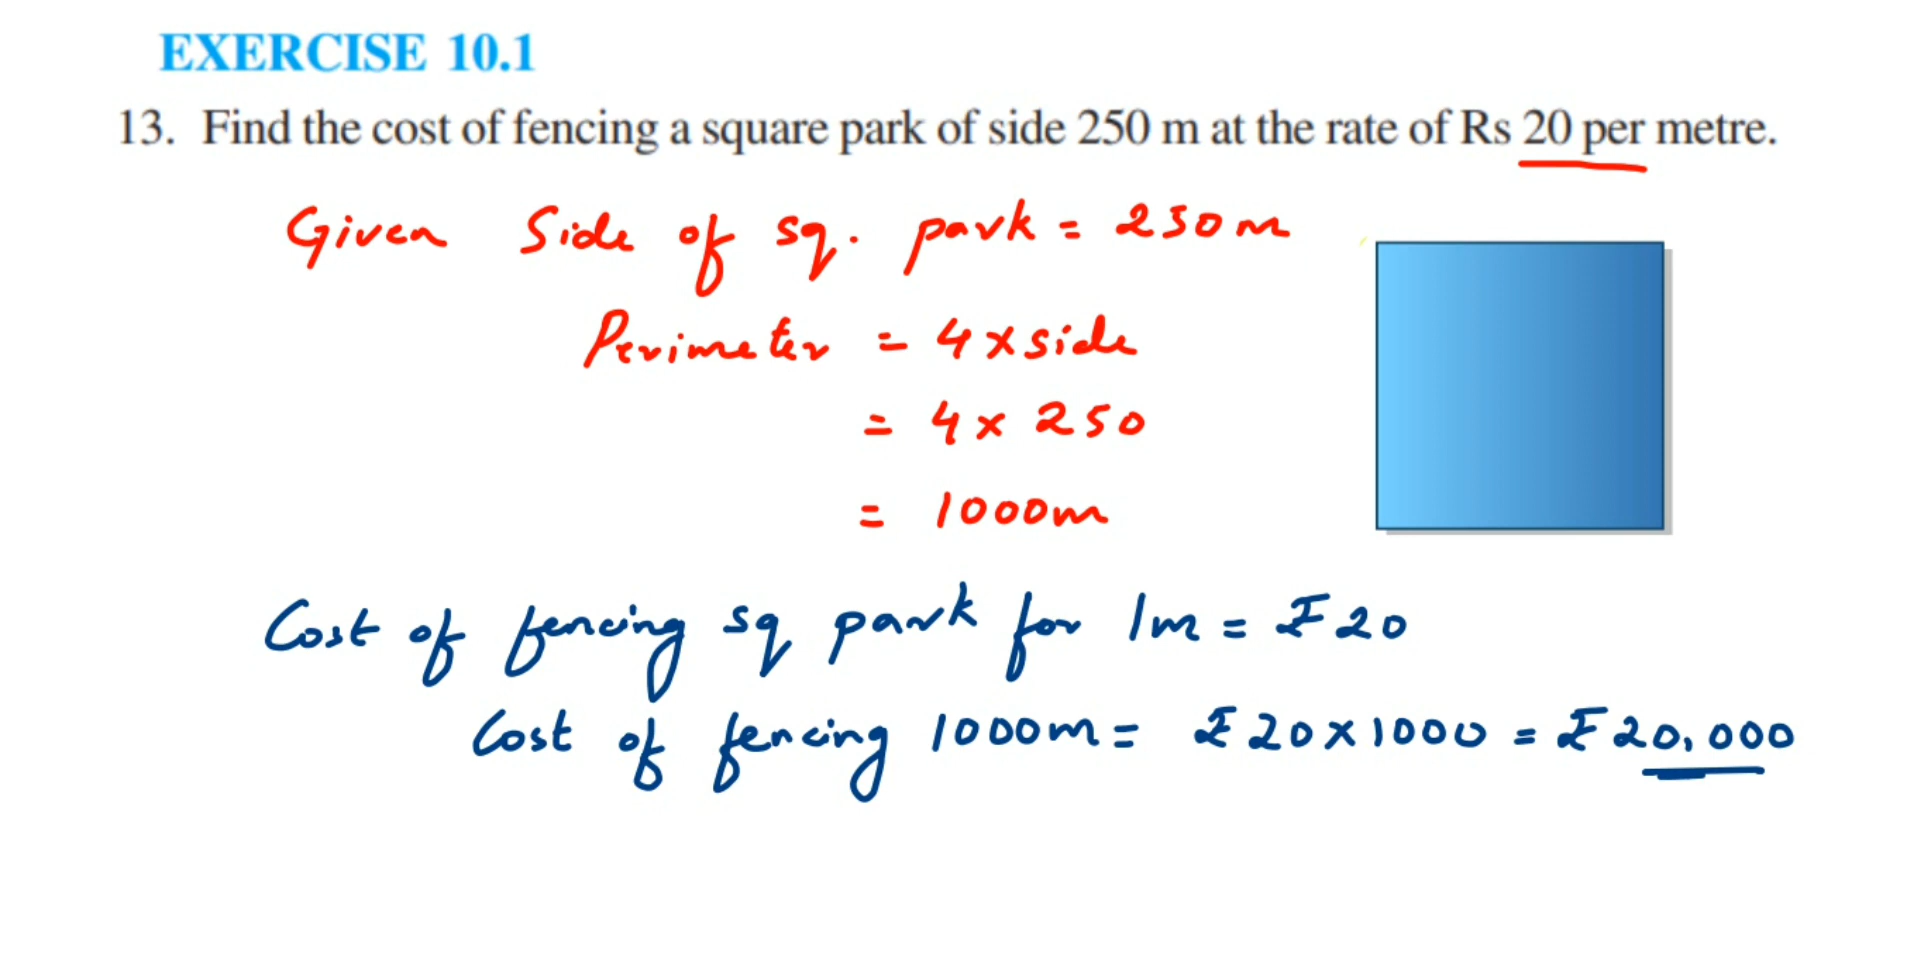 EXERCISE 10.1
13. Find the cost of fencing a square park of side 250 m at the rate of Rs 20 per metre.
Given Side of sq. park = 250m
Perimeter = 4 × side
= 4 × 250
= 1000m
Cost of fencing sq park for 1m = ₹20
Cost of fencing 1000m = ₹20×1000 = ₹20,000